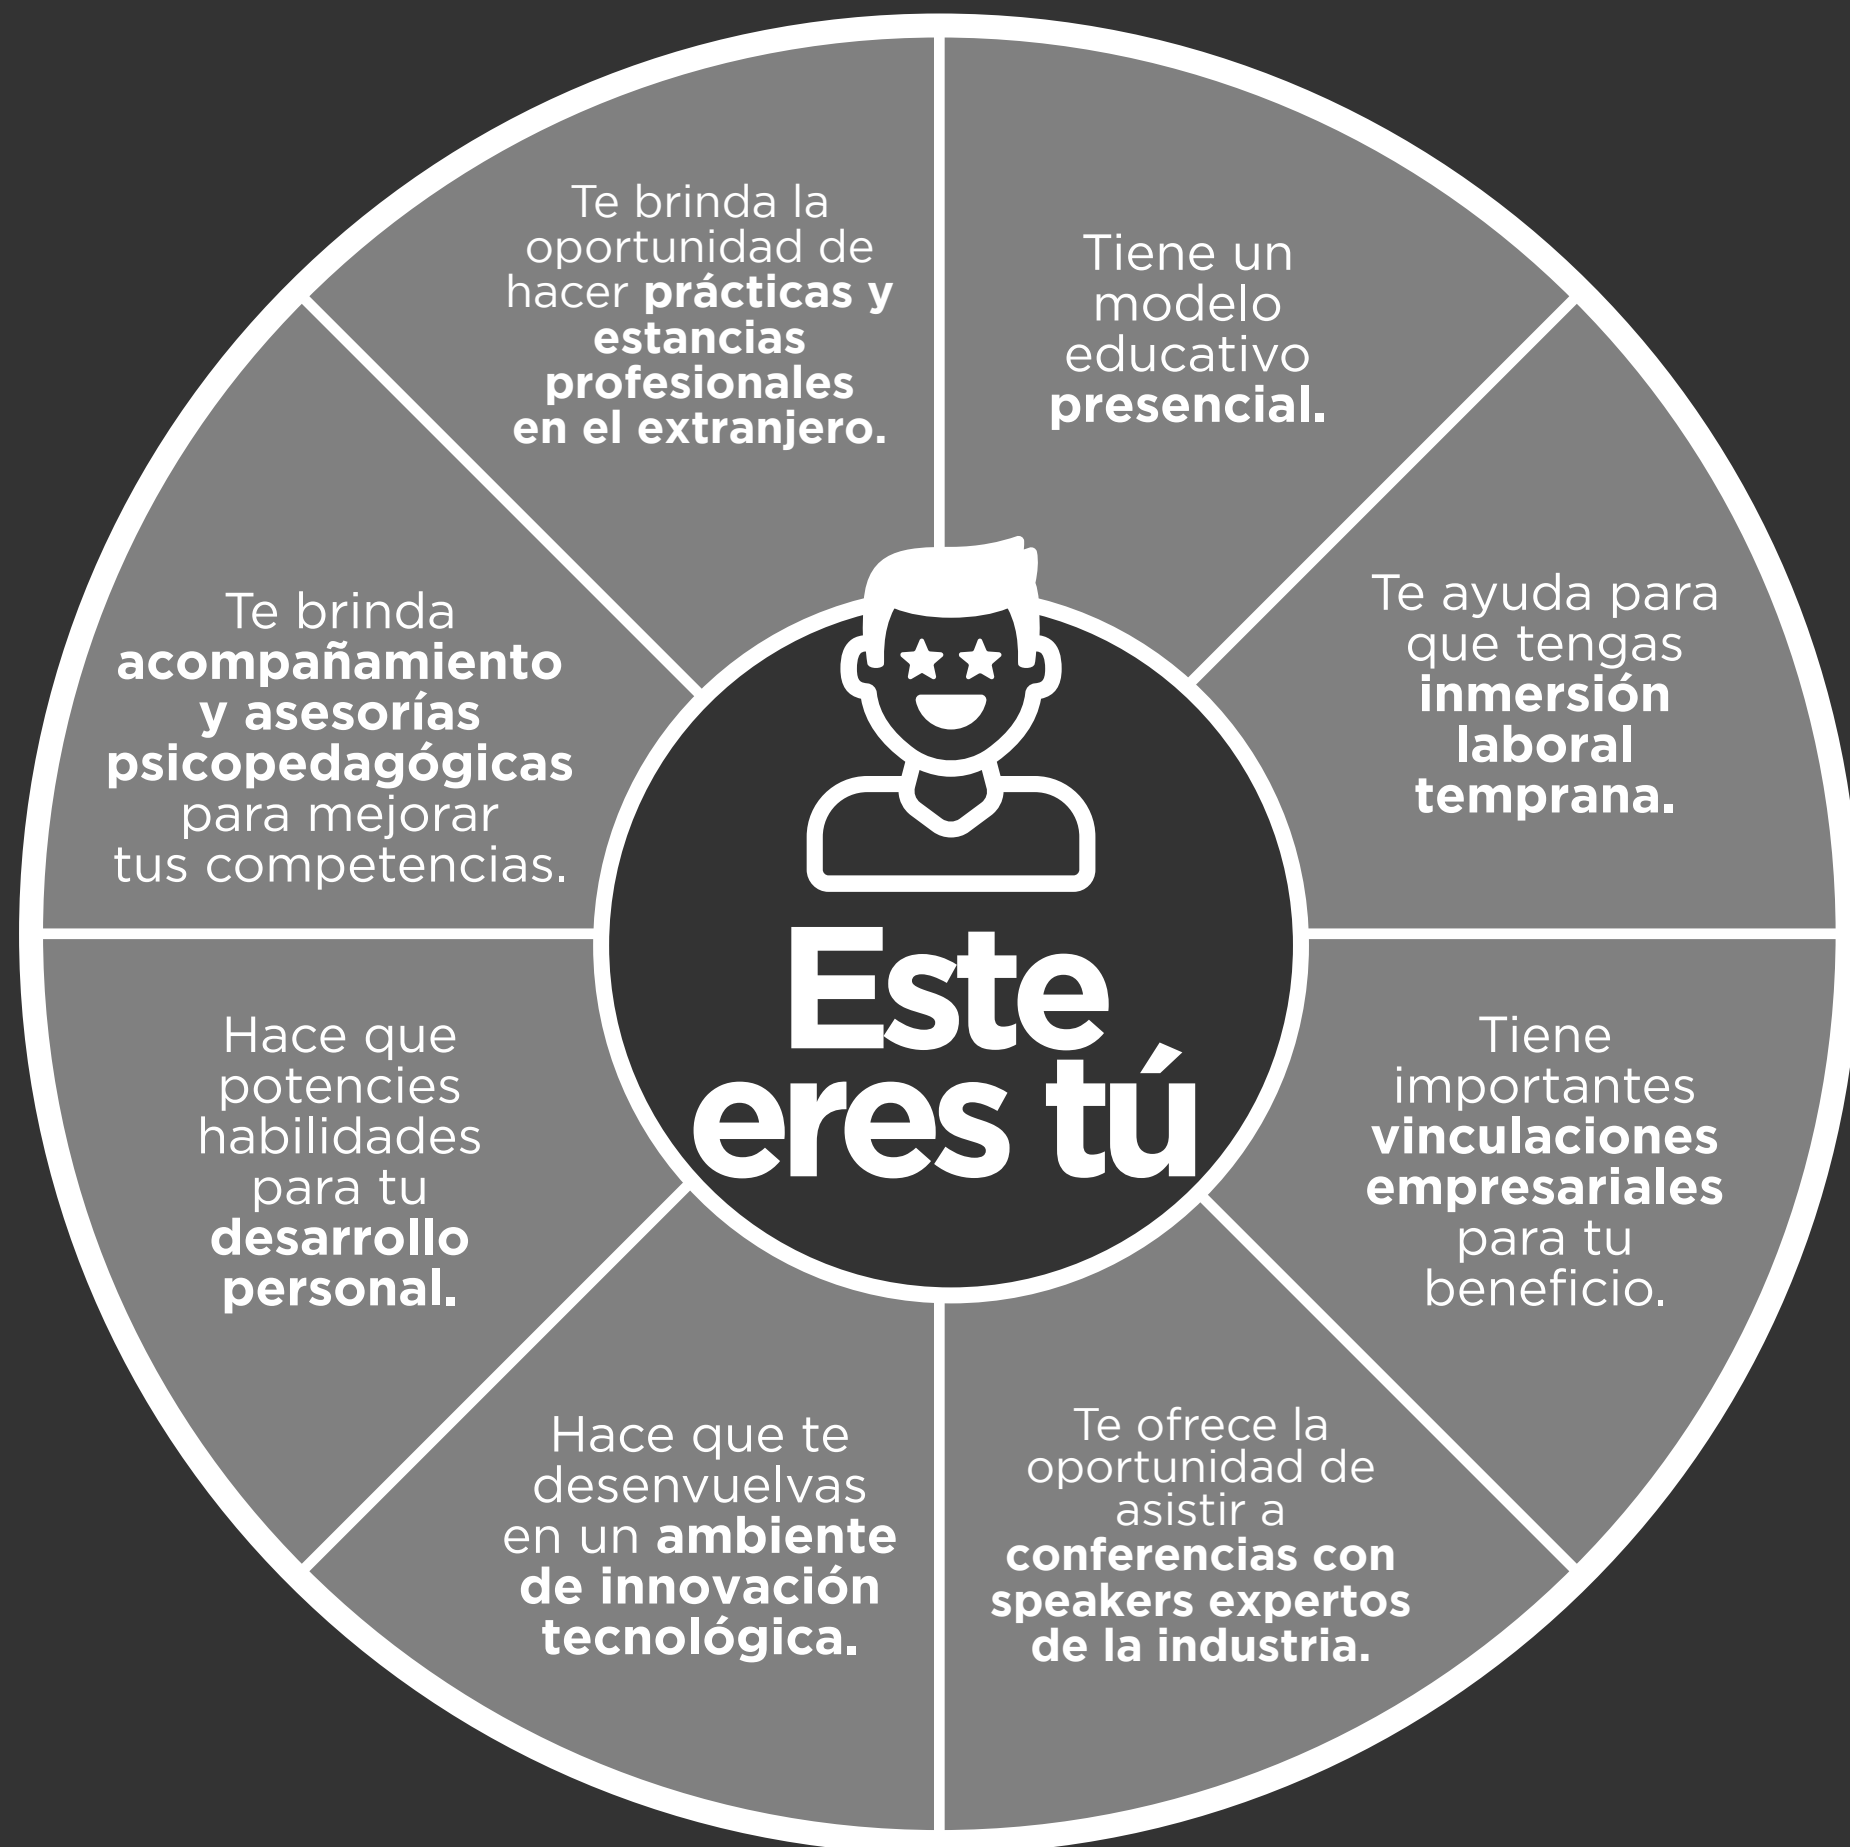 Te brinda la
oportunidad de
hacer prácticas y
estancias
profesionales
en el extranjero.
Tiene un
modelo
educativo
presencial.
Te ayuda para
que tengas
inmersión
laboral
temprana.
Tiene
importantes
vinculaciones
empresariales
para tu
beneficio.
Te ofrece la
oportunidad de
asistir a
conferencias con
speakers expertos
de la industria.
Hace que te
desenvuelvas
en un ambiente
de innovación
tecnológica.
Hace que
potencies
habilidades
para tu
desarrollo
personal.
Te brinda
acompañamiento
y asesorías
psicopedagógicas
para mejorar
tus competencias.
Este
eres tú